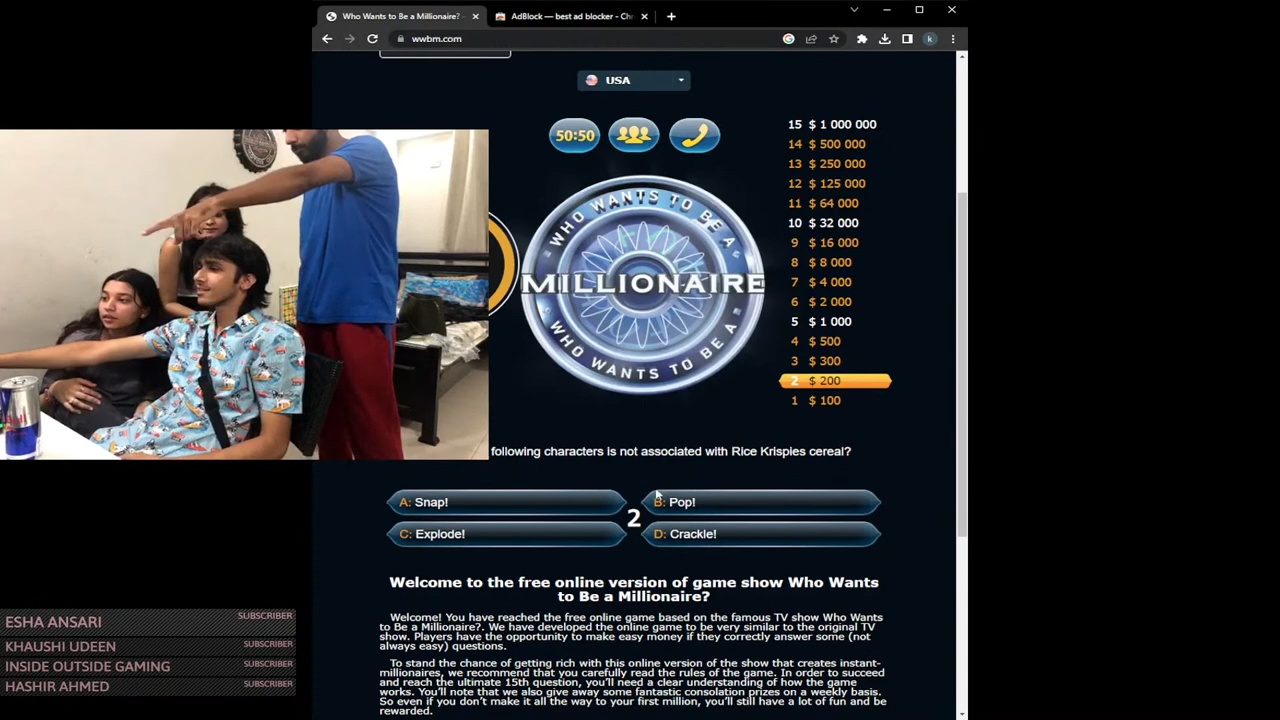 Who Wants to Be a Millionaire? -
AdBlock — best ad blocker - Chr
wwbm.com
k
USA
50:50
15 $ 1 000 000
14 $ 500 000
13 $ 250 000
12 $ 125 000
11 $ 64 000
10 $ 32 000
9 $ 16 000
8 $ 8 000
7 $ 4 000
6 $ 2 000
5 $ 1 000
4 $ 500
3 $ 300
2 $ 200
1 $ 100
WHO WANTS TO BE A
MILLIONAIRE
WHO WANTS TO BE A
following characters is not associated with Rice Krispies cereal?
A: Snap!
B: Pop!
2
C: Explode!
D: Crackle!
Welcome to the free online version of game show Who Wants
to Be a Millionaire?
Welcome! You have reached the free online game based on the famous TV show Who Wants
to Be a Millionaire?. We have developed the online game to be very similar to the original TV
show. Players have the opportunity to make easy money if they correctly answer some (not
always easy) questions.
To stand the chance of getting rich with this online version of the show that creates instant-
millionaires, we recommend that you carefully read the rules of the game. In order to succeed
and reach the ultimate 15th question, you'll need a clear understanding of how the game
works. You'll note that we also give away some fantastic consolation prizes on a weekly basis.
So even if you don't make it all the way to your first million, you'll still have a lot of fun and be
rewarded.
ESHA ANSARI SUBSCRIBER
KHAUSHI UDEEN SUBSCRIBER
INSIDE OUTSIDE GAMING SUBSCRIBER
HASHIR AHMED SUBSCRIBER